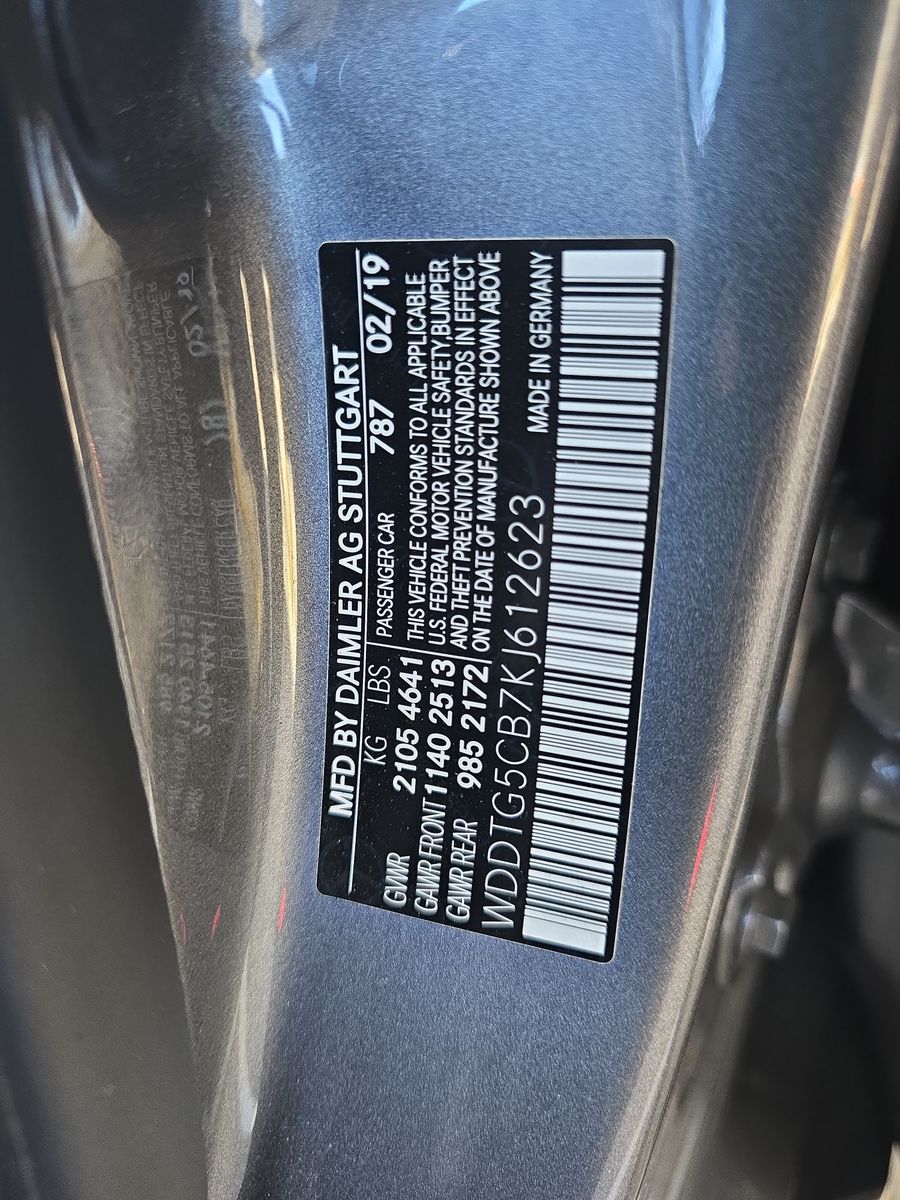 MFD BY DAIMLER AG STUTTGART
KG LBS PASSENGER CAR 787 02/19
GVWR 2105 4641 THIS VEHICLE CONFORMS TO ALL APPLICABLE
GAWR FRONT 1140 2513 U.S. FEDERAL MOTOR VEHICLE SAFETY,BUMPER
GAWR REAR 985 2172 AND THEFT PREVENTION STANDARDS IN EFFECT
ON THE DATE OF MANUFACTURE SHOWN ABOVE
WDDTG5CB7KJ612623 MADE IN GERMANY